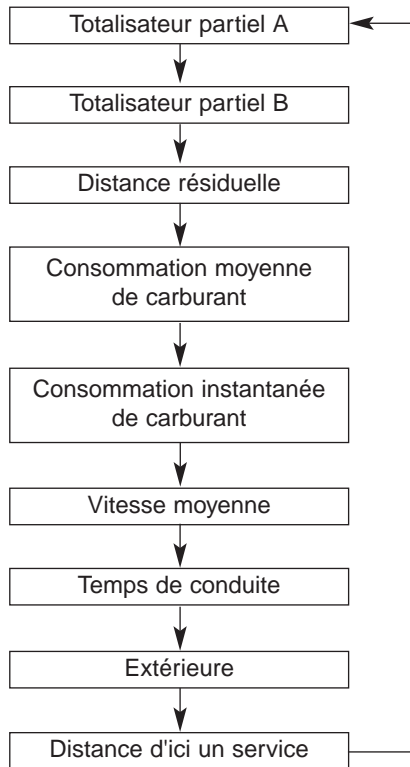 Totalisateur partiel A
Totalisateur partiel B
Distance résiduelle
Consommation moyenne
de carburant
Consommation instantanée
de carburant
Vitesse moyenne
Temps de conduite
Extérieure
Distance d'ici un service